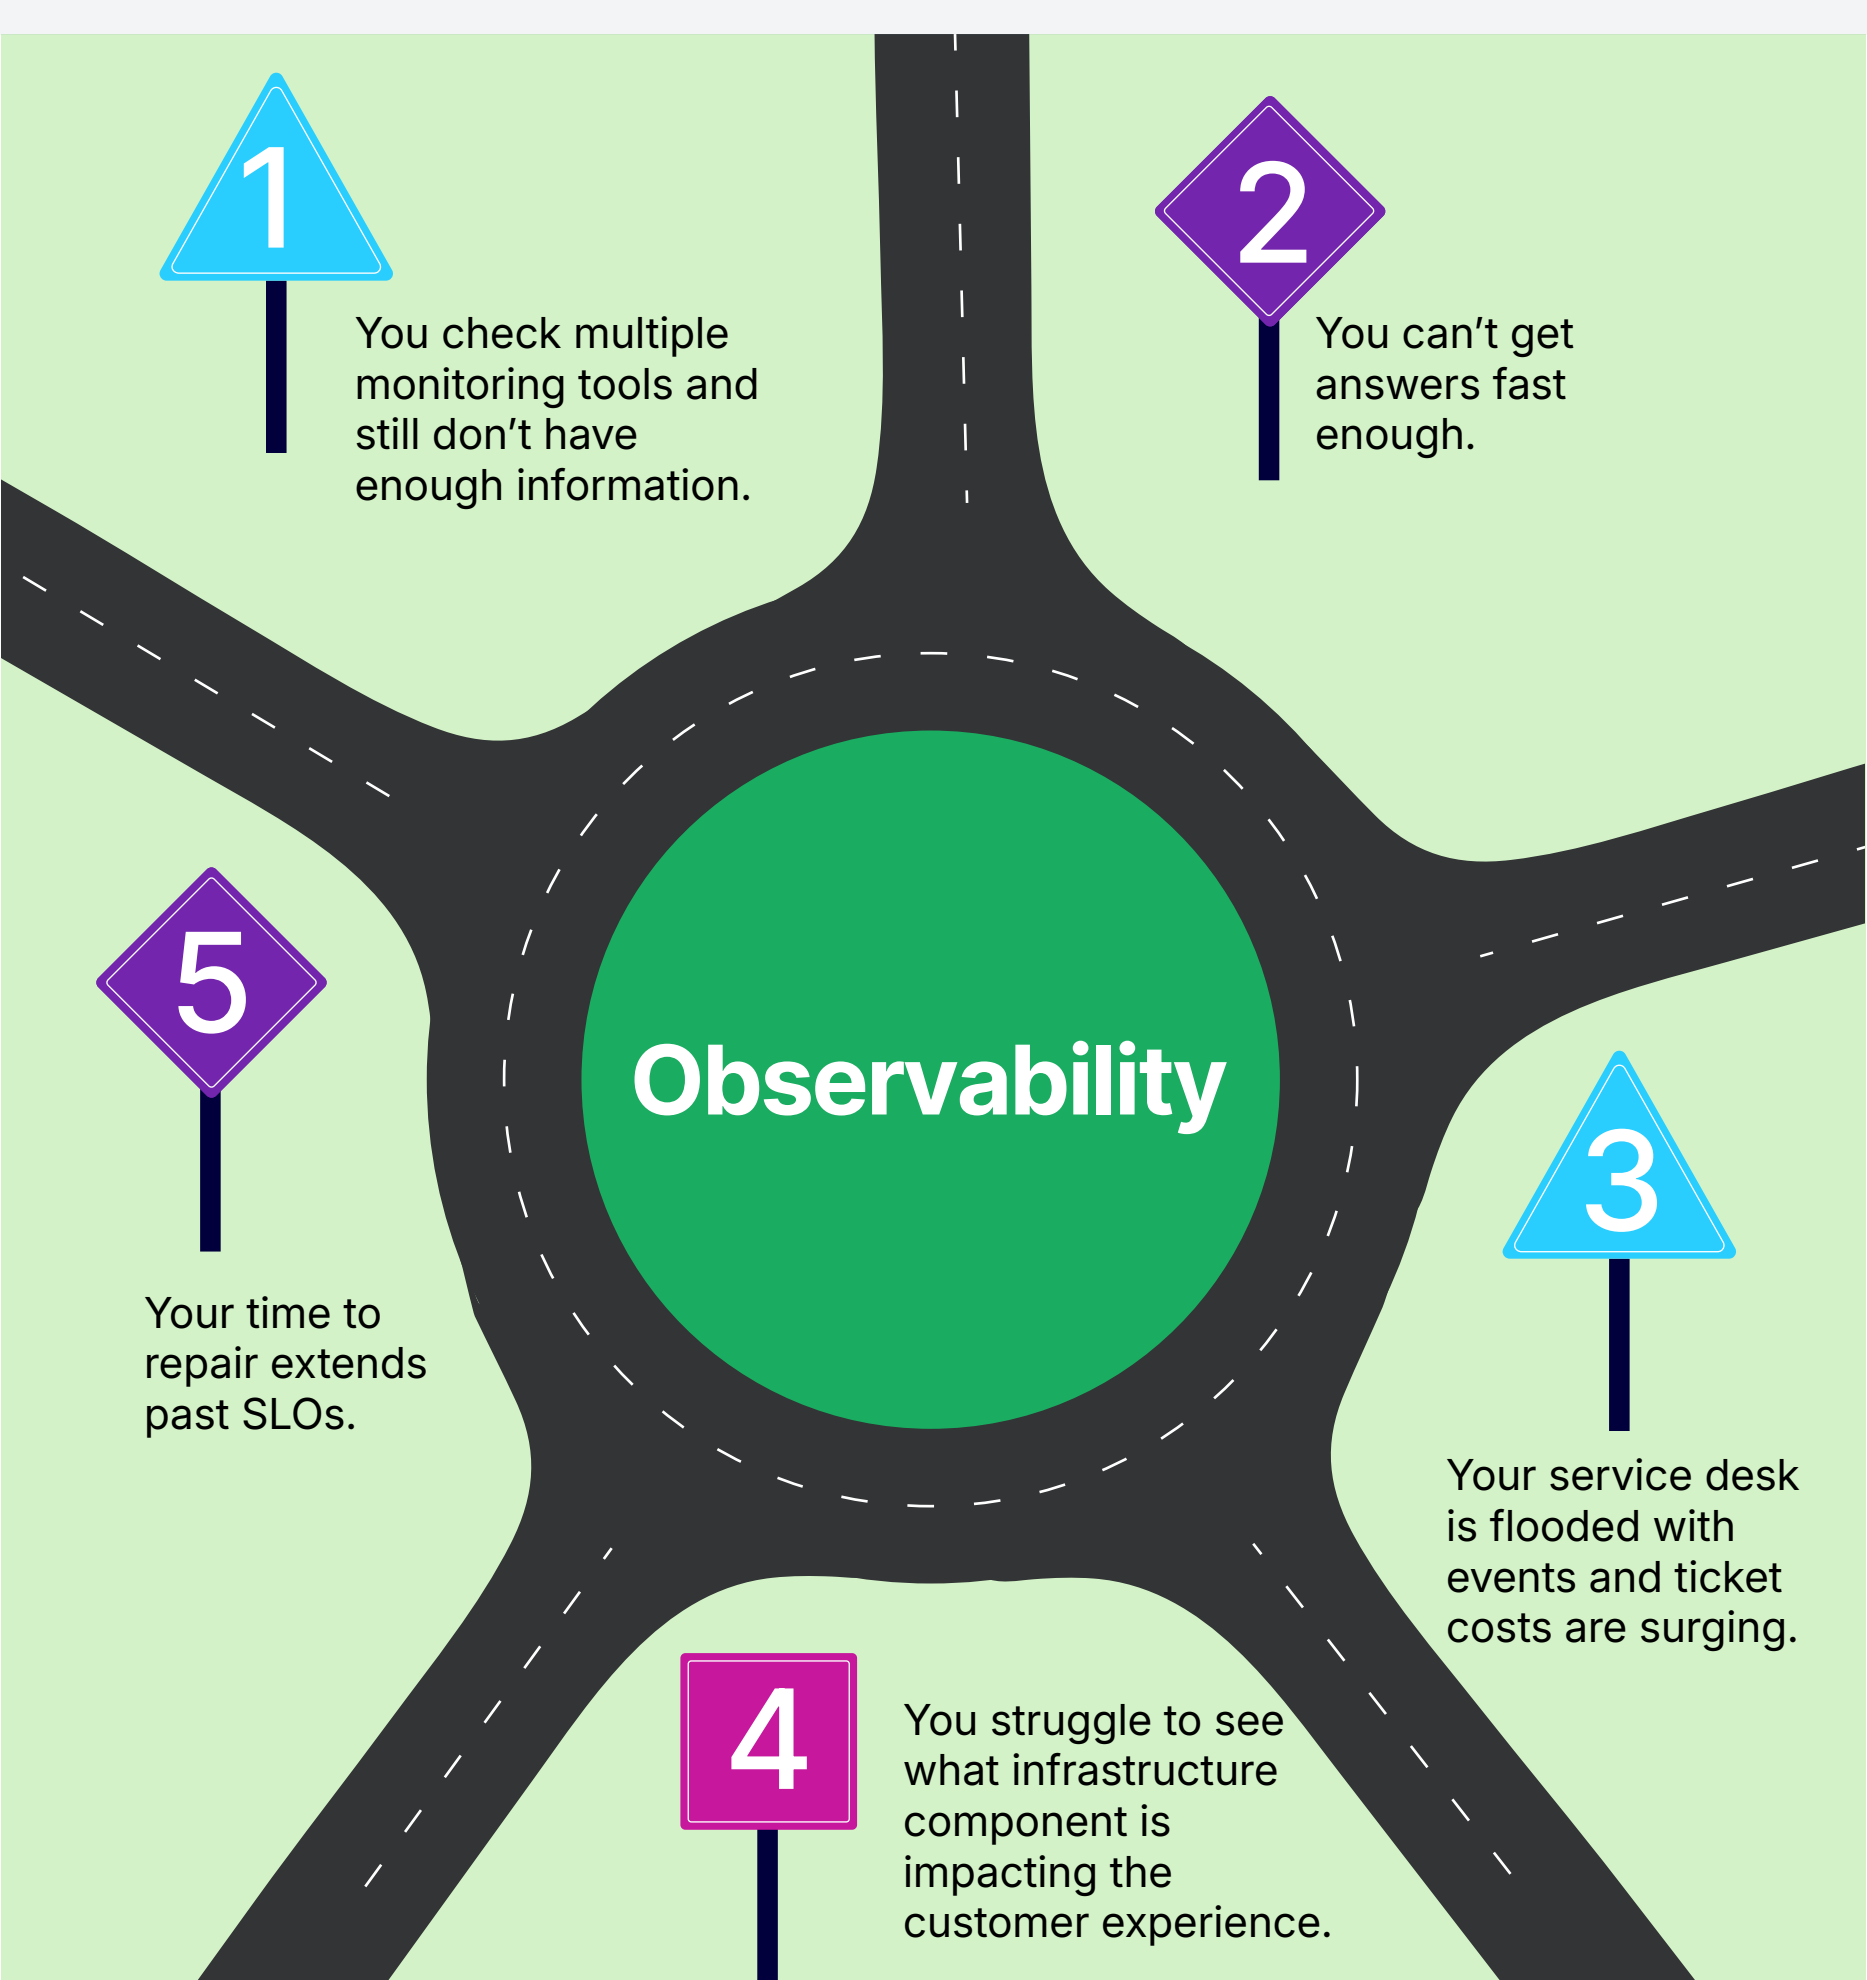 1
You check multiple
monitoring tools and
still don’t have
enough information.
2
You can’t get
answers fast
enough.
Observability
3
Your service desk
is flooded with
events and ticket
costs are surging.
4
You struggle to see
what infrastructure
component is
impacting the
customer experience.
5
Your time to
repair extends
past SLOs.